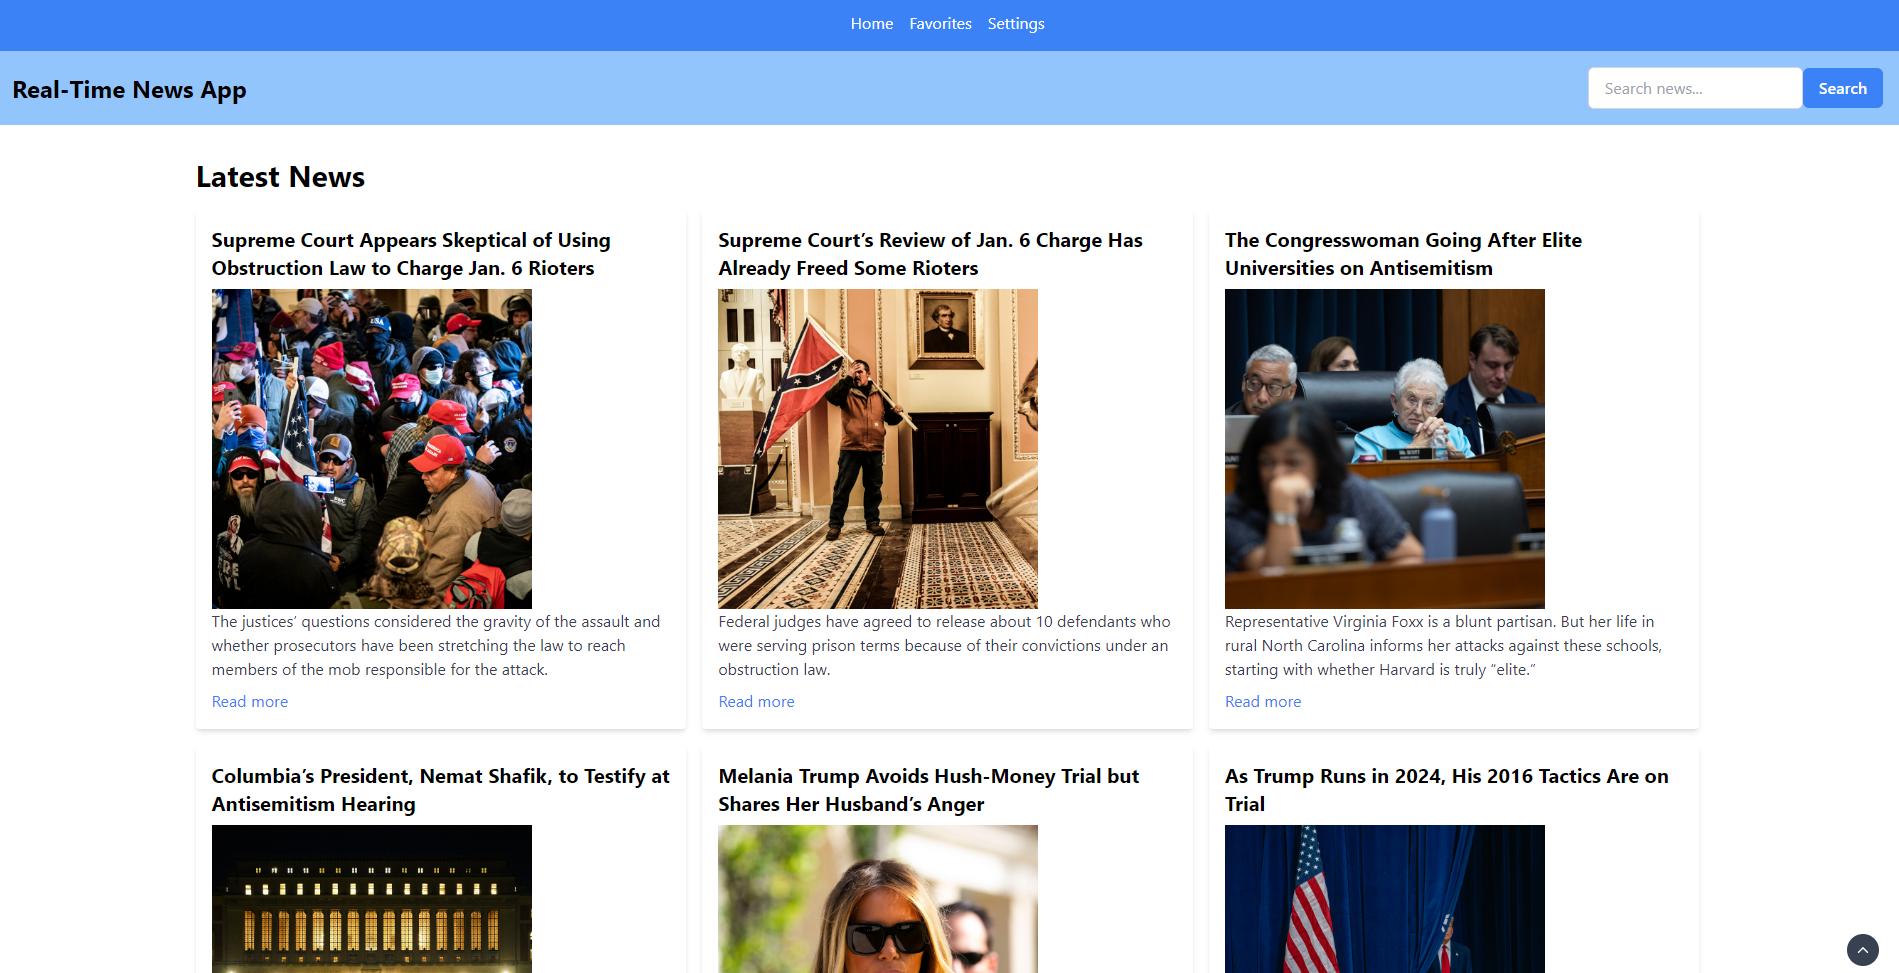 Home Favorites Settings
Real-Time News App
Search news...
Search
Latest News
Supreme Court Appears Skeptical of Using
Obstruction Law to Charge Jan. 6 Rioters
USA
The justices’ questions considered the gravity of the assault and
whether prosecutors have been stretching the law to reach
members of the mob responsible for the attack.
Read more
Supreme Court’s Review of Jan. 6 Charge Has
Already Freed Some Rioters
Federal judges have agreed to release about 10 defendants who
were serving prison terms because of their convictions under an
obstruction law.
Read more
The Congresswoman Going After Elite
Universities on Antisemitism
Representative Virginia Foxx is a blunt partisan. But her life in
rural North Carolina informs her attacks against these schools,
starting with whether Harvard is truly “elite.”
Read more
Columbia’s President, Nemat Shafik, to Testify at
Antisemitism Hearing
Melania Trump Avoids Hush-Money Trial but
Shares Her Husband’s Anger
As Trump Runs in 2024, His 2016 Tactics Are on
Trial